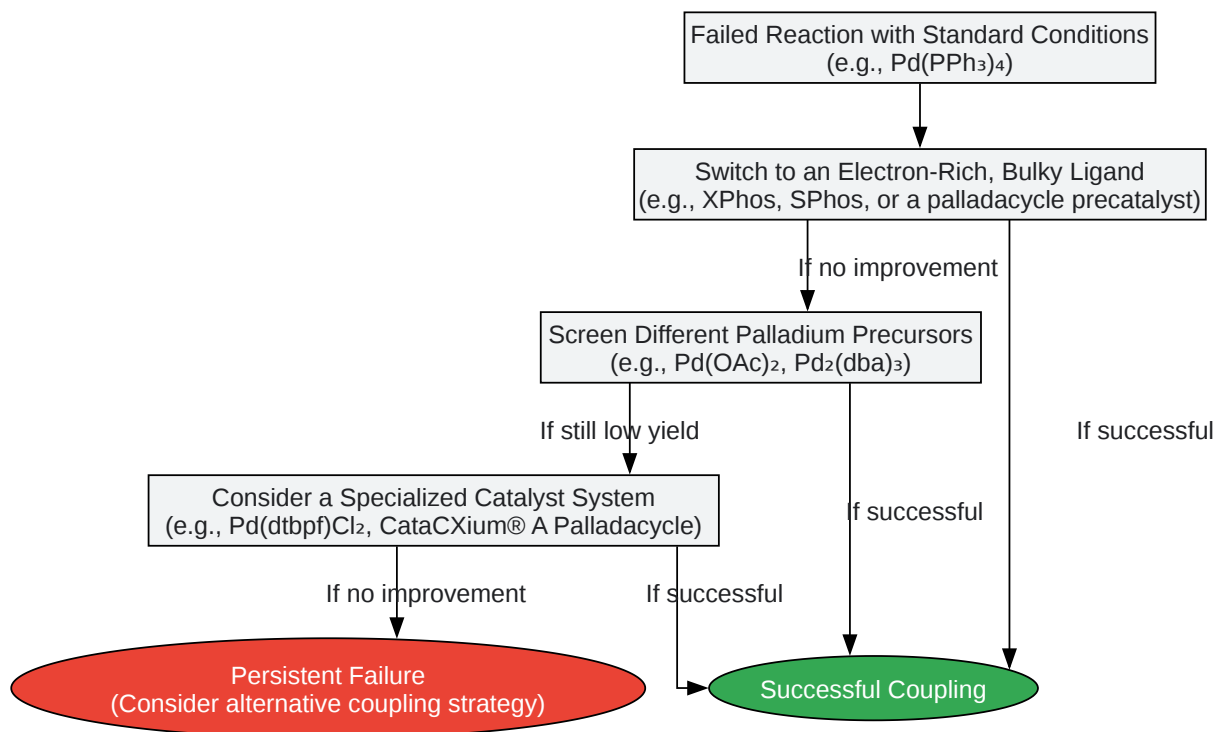 Failed Reaction with Standard Conditions
(e.g., Pd(PPh₃)₄)
Switch to an Electron-Rich, Bulky Ligand
(e.g., XPhos, SPhos, or a palladacycle precatalyst)
If no improvement
Screen Different Palladium Precursors
(e.g., Pd(OAc)₂, Pd₂(dba)₃)
If still low yield
If successful
Consider a Specialized Catalyst System
(e.g., Pd(dtbpf)Cl₂, CataCXium® A Palladacycle)
If successful
If no improvement
If successful
Persistent Failure
(Consider alternative coupling strategy)
Successful Coupling